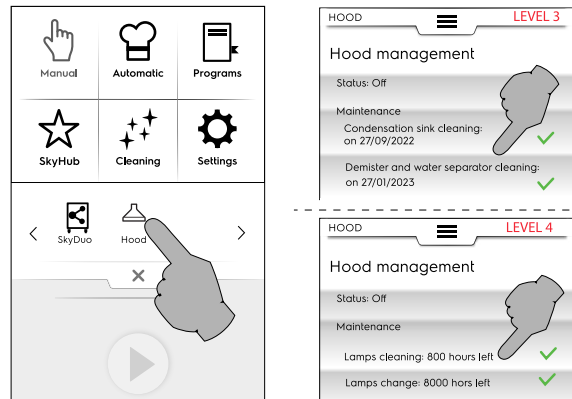 Manual
Automatic
Programs
SkyHub
Cleaning
Settings
SkyDuo
Hood
HOOD
LEVEL 3
Hood management
Status: Off
Maintenance
Condensation sink cleaning:
on 27/09/2022
Demister and water separator cleaning:
on 27/01/2023
HOOD
LEVEL 4
Hood management
Status: Off
Maintenance
Lamps cleaning: 800 hours left
Lamps change: 8000 hors left